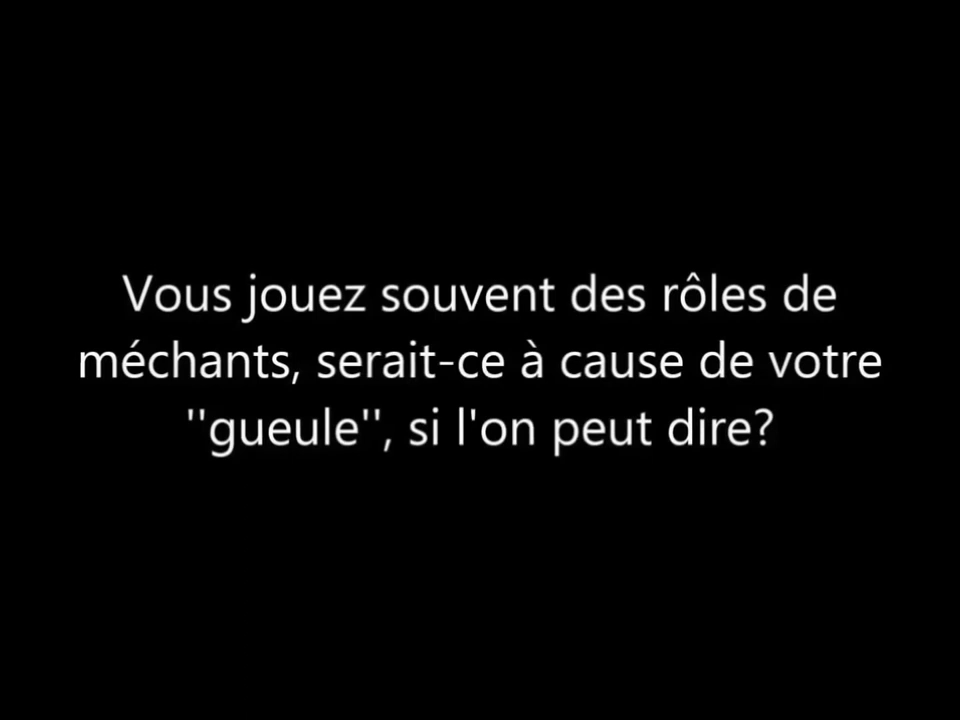 Vous jouez souvent des rôles de
méchants, serait-ce à cause de votre
''gueule'', si l'on peut dire?